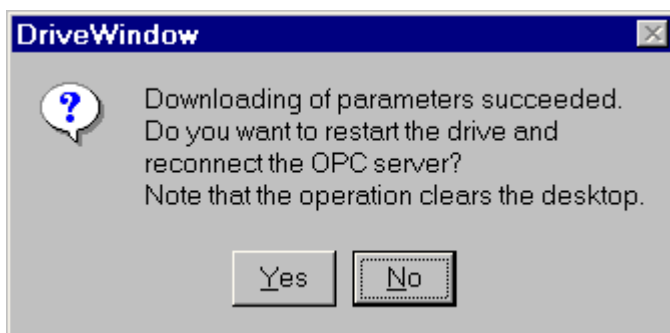 DriveWindow
?
Downloading of parameters succeeded.
Do you want to restart the drive and
reconnect the OPC server?
Note that the operation clears the desktop.
Yes
No